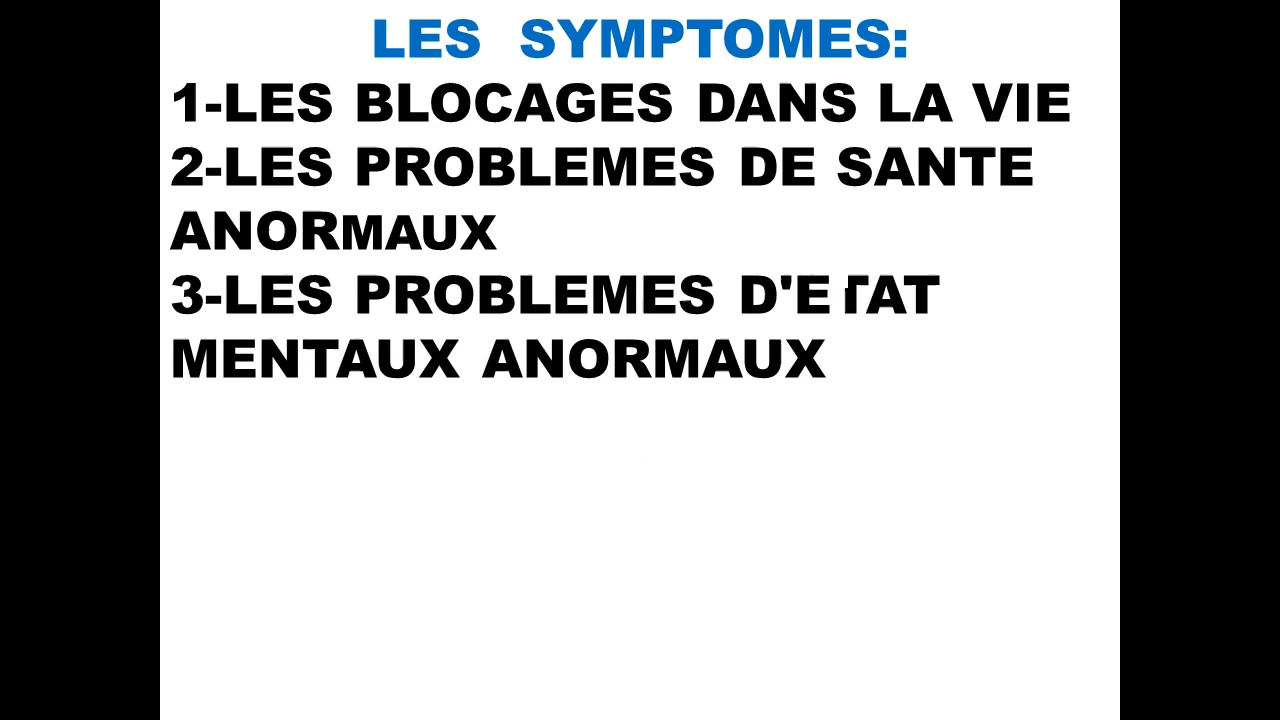 LES SYMPTOMES:
1-LES BLOCAGES DANS LA VIE
2-LES PROBLEMES DE SANTE
ANORMAUX
3-LES PROBLEMES D'ETAT
MENTAUX ANORMAUX